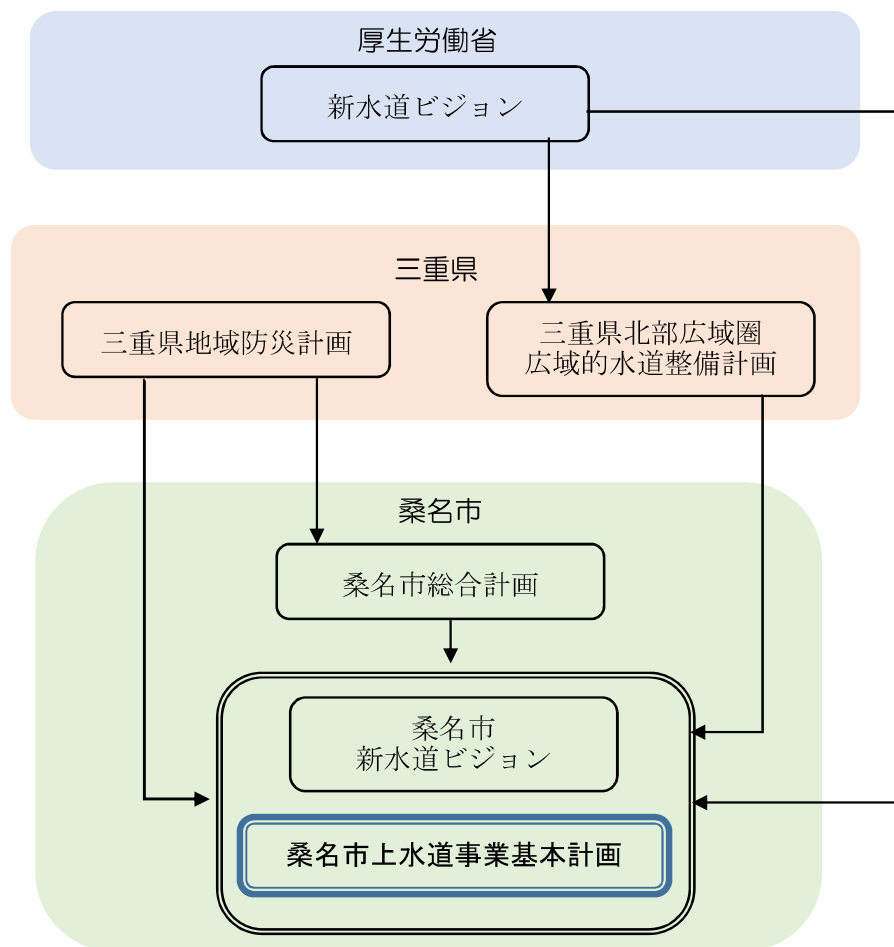 厚生労働省
新水道ビジョン
三重県
三重県地域防災計画
三重県北部広域圏
広域的水道整備計画
桑名市
桑名市総合計画
桑名市
新水道ビジョン
桑名市上水道事業基本計画